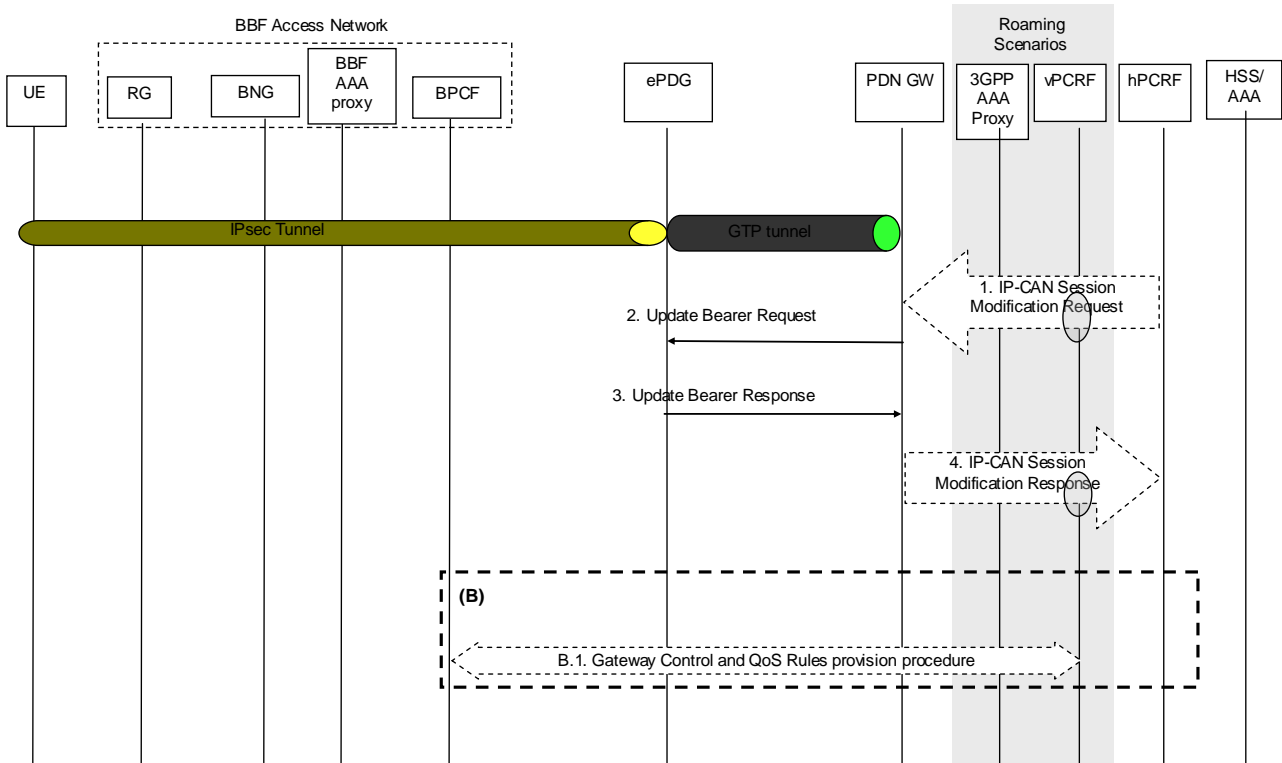 BBF Access Network
Roaming
Scenarios
UE
RG
BNG
BBF
AAA
proxy
BPCF
ePDG
PDN GW
3GPP
AAA
Proxy
vPCRF
hPCRF
HSS/
AAA
IPsec Tunnel
GTP tunnel
1. IP-CAN Session
Modification Request
2. Update Bearer Request
3. Update Bearer Response
4. IP-CAN Session
Modification Response
(B)
B.1. Gateway Control and QoS Rules provision procedure